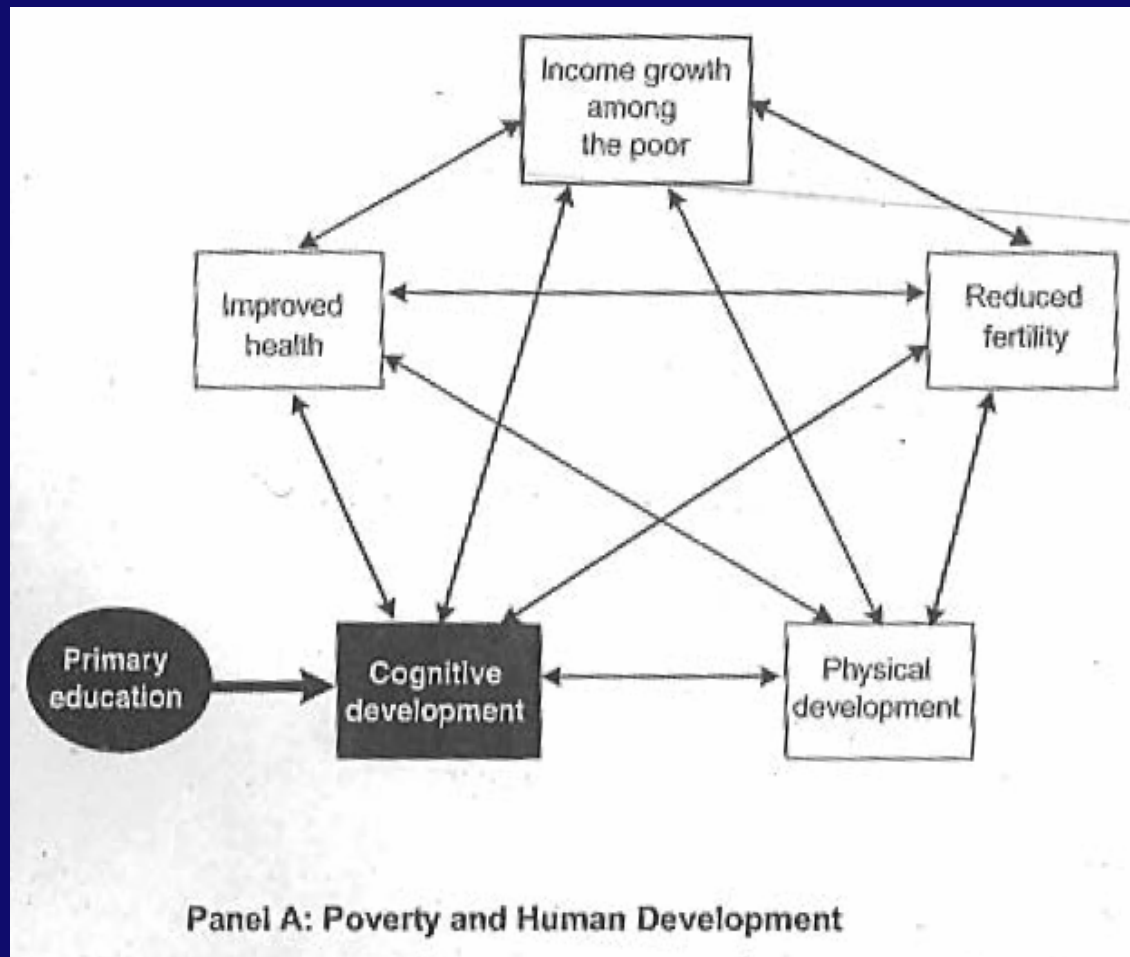 Income growth
among
the poor
Improved
health
Reduced
fertility
Primary
education
Cognitive
development
Physical
development
Panel A: Poverty and Human Development